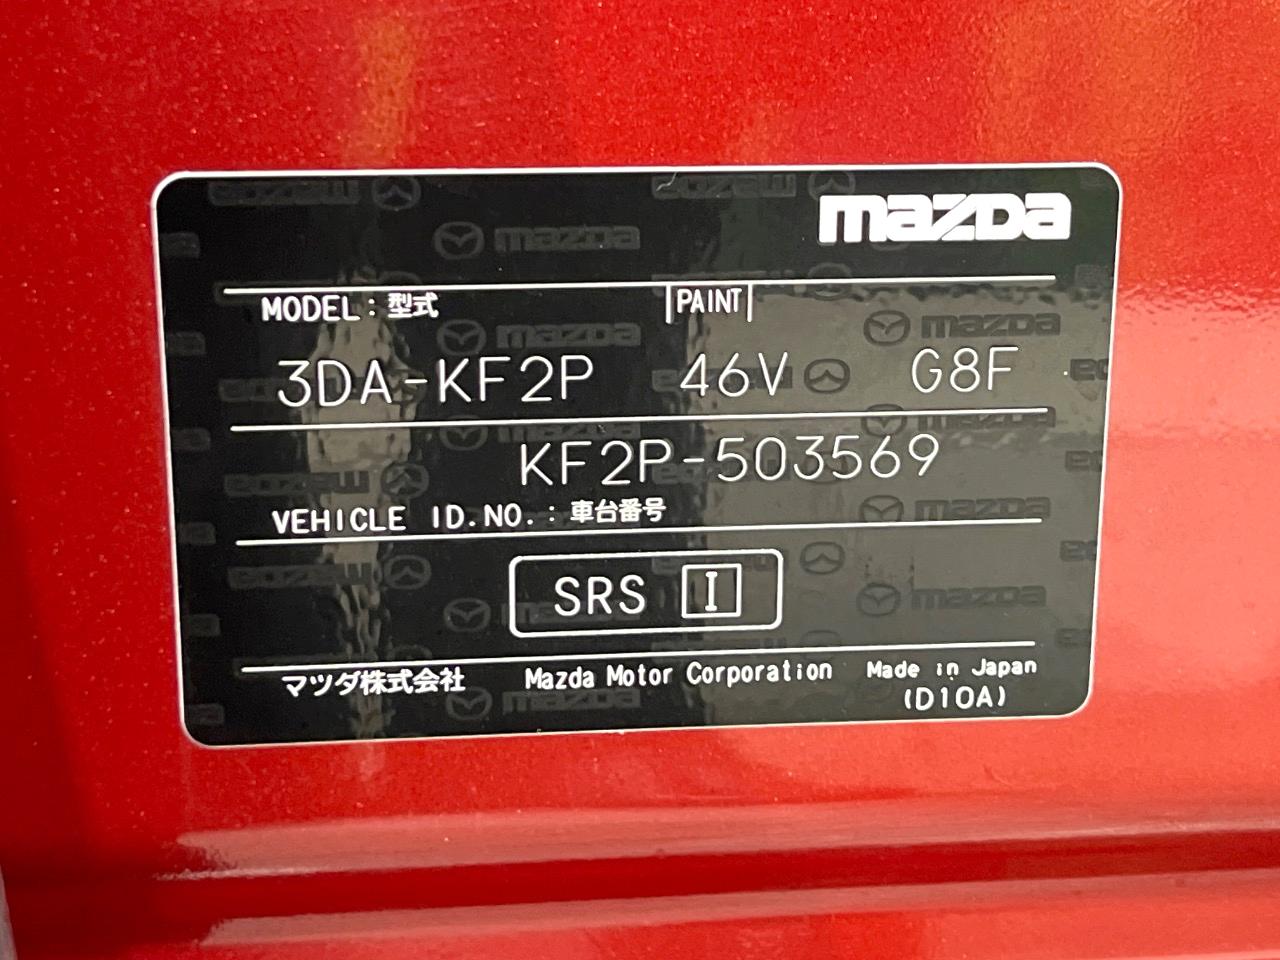 mazda
MODEL：型式 PAINT
3DA-KF2P 46V G8F
KF2P-503569
VEHICLE ID.NO.：車台番号
SRS I
マツダ株式会社 Mazda Motor Corporation Made in Japan
(D10A)